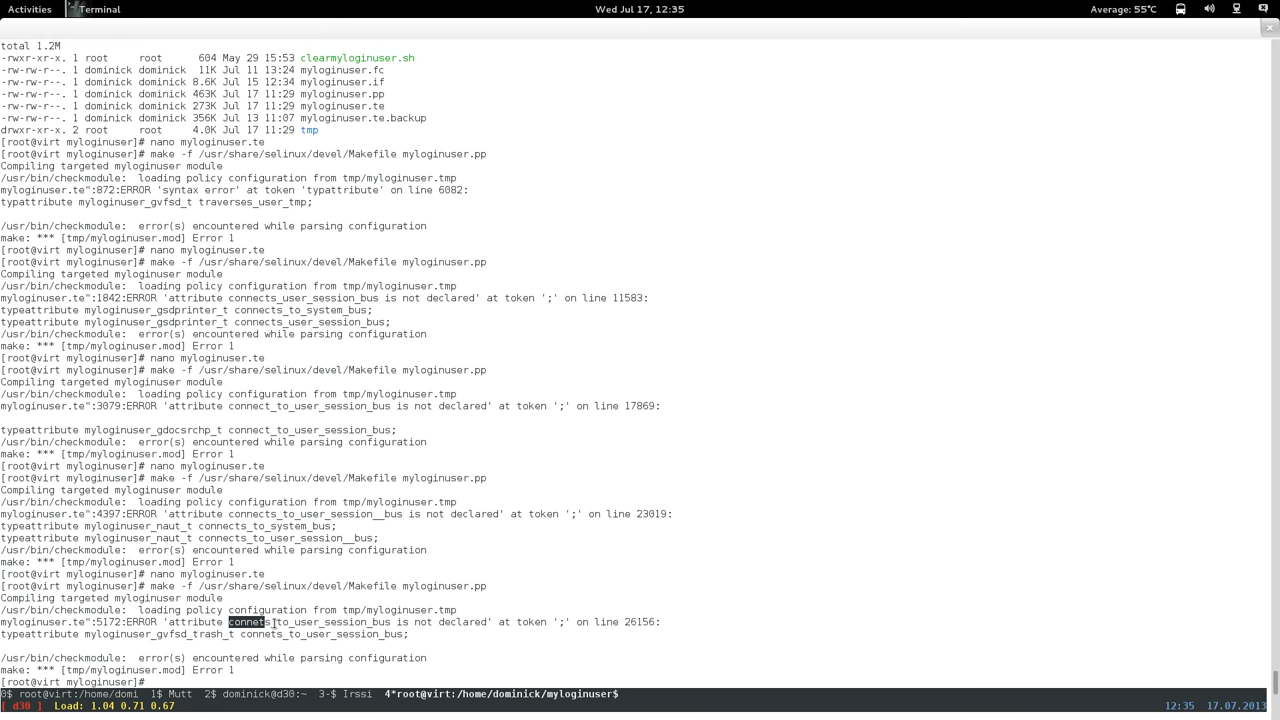 Activities Terminal Wed Jul 17, 12:35 Average: 55°C
total 1.2M
-rwxr-xr-x. 1 root     root      604 May 29 15:53 clearmyloginuser.sh
-rw-rw-r--. 1 dominick dominick  11K Jul 11 13:24 myloginuser.fc
-rw-rw-r--. 1 dominick dominick 8.6K Jul 15 12:34 myloginuser.if
-rw-rw-r--. 1 dominick dominick 463K Jul 17 11:29 myloginuser.pp
-rw-rw-r--. 1 dominick dominick 273K Jul 17 11:29 myloginuser.te
-rw-rw-r--. 1 dominick dominick 356K Jul 13 11:07 myloginuser.te.backup
drwxr-xr-x. 2 root     root     4.0K Jul 17 11:29 tmp
[root@virt myloginuser]# nano myloginuser.te
[root@virt myloginuser]# make -f /usr/share/selinux/devel/Makefile myloginuser.pp
Compiling targeted myloginuser module
/usr/bin/checkmodule:  loading policy configuration from tmp/myloginuser.tmp
myloginuser.te":872:ERROR 'syntax error' at token 'typattribute' on line 6082:
typattribute myloginuser_gvfsd_t traverses_user_tmp;
/usr/bin/checkmodule:  error(s) encountered while parsing configuration
make: *** [tmp/myloginuser.mod] Error 1
[root@virt myloginuser]# nano myloginuser.te
[root@virt myloginuser]# make -f /usr/share/selinux/devel/Makefile myloginuser.pp
Compiling targeted myloginuser module
/usr/bin/checkmodule:  loading policy configuration from tmp/myloginuser.tmp
myloginuser.te":1842:ERROR 'attribute connects_user_session_bus is not declared' at token ';' on line 11583:
typeattribute myloginuser_gsdprinter_t connects_to_system_bus;
typeattribute myloginuser_gsdprinter_t connects_user_session_bus;
/usr/bin/checkmodule:  error(s) encountered while parsing configuration
make: *** [tmp/myloginuser.mod] Error 1
[root@virt myloginuser]# nano myloginuser.te
[root@virt myloginuser]# make -f /usr/share/selinux/devel/Makefile myloginuser.pp
Compiling targeted myloginuser module
/usr/bin/checkmodule:  loading policy configuration from tmp/myloginuser.tmp
myloginuser.te":3079:ERROR 'attribute connect_to_user_session_bus is not declared' at token ';' on line 17869:
typeattribute myloginuser_gdocsrchp_t connect_to_user_session_bus;
/usr/bin/checkmodule:  error(s) encountered while parsing configuration
make: *** [tmp/myloginuser.mod] Error 1
[root@virt myloginuser]# nano myloginuser.te
[root@virt myloginuser]# make -f /usr/share/selinux/devel/Makefile myloginuser.pp
Compiling targeted myloginuser module
/usr/bin/checkmodule:  loading policy configuration from tmp/myloginuser.tmp
myloginuser.te":4397:ERROR 'attribute connects_to_user_session__bus is not declared' at token ';' on line 23019:
typeattribute myloginuser_naut_t connects_to_system_bus;
typeattribute myloginuser_naut_t connects_to_user_session__bus;
/usr/bin/checkmodule:  error(s) encountered while parsing configuration
make: *** [tmp/myloginuser.mod] Error 1
[root@virt myloginuser]# nano myloginuser.te
[root@virt myloginuser]# make -f /usr/share/selinux/devel/Makefile myloginuser.pp
Compiling targeted myloginuser module
/usr/bin/checkmodule:  loading policy configuration from tmp/myloginuser.tmp
myloginuser.te":5172:ERROR 'attribute connets_to_user_session_bus is not declared' at token ';' on line 26156:
typeattribute myloginuser_gvfsd_trash_t connets_to_user_session_bus;
/usr/bin/checkmodule:  error(s) encountered while parsing configuration
make: *** [tmp/myloginuser.mod] Error 1
[root@virt myloginuser]#
0$ root@virt:/home/domi  1$ Mutt  2$ dominick@d30:~  3-$ Irssi  4*root@virt:/home/dominick/myloginuser$
[ d30 ] Load: 1.04 0.71 0.67 12:35 17.07.2013